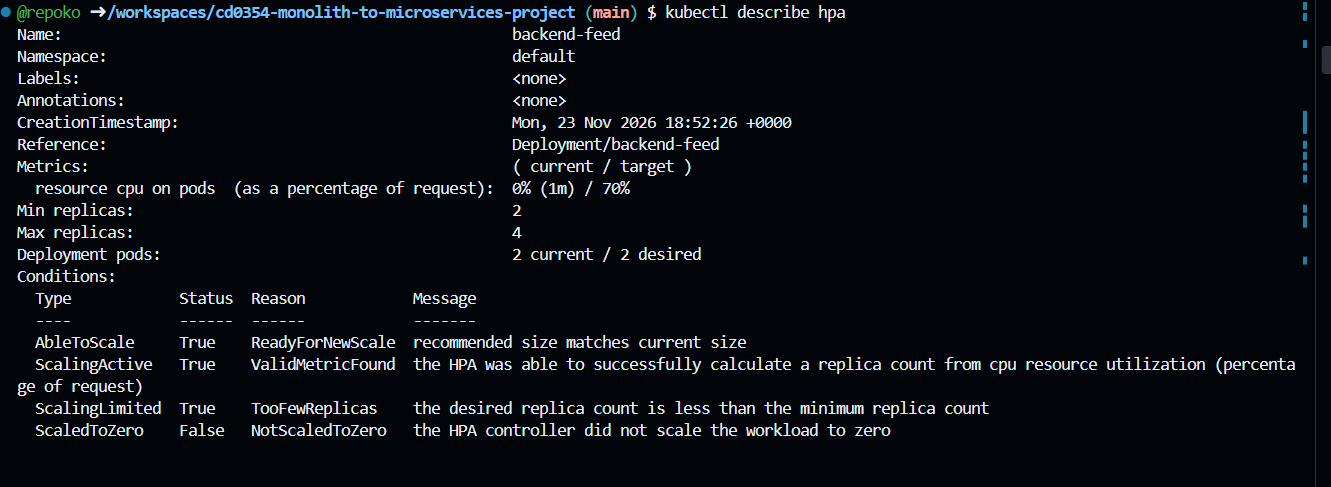 @repoko ➜/workspaces/cd0354-monolith-to-microservices-project (main) $ kubectl describe hpa
Name:                                                  backend-feed
Namespace:                                             default
Labels:                                                <none>
Annotations:                                           <none>
CreationTimestamp:                                     Mon, 23 Nov 2026 18:52:26 +0000
Reference:                                             Deployment/backend-feed
Metrics:                                               ( current / target )
  resource cpu on pods  (as a percentage of request):  0% (1m) / 70%
Min replicas:                                          2
Max replicas:                                          4
Deployment pods:                                       2 current / 2 desired
Conditions:
  Type            Status  Reason            Message
  ----            ------  ------            -------
  AbleToScale     True    ReadyForNewScale  recommended size matches current size
  ScalingActive   True    ValidMetricFound  the HPA was able to successfully calculate a replica count from cpu resource utilization (percenta
ge of request)
  ScalingLimited  True    TooFewReplicas    the desired replica count is less than the minimum replica count
  ScaledToZero    False   NotScaledToZero   the HPA controller did not scale the workload to zero